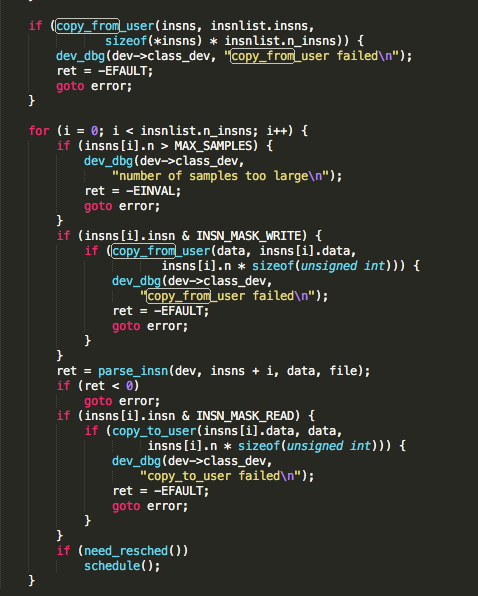 if (copy_from_user(insns, insnlist.insns,
sizeof(*insns) * insnlist.n_insns)) {
dev_dbg(dev->class_dev, "copy_from_user failed\n");
ret = -EFAULT;
goto error;
}
for (i = 0; i < insnlist.n_insns; i++) {
if (insns[i].n > MAX_SAMPLES) {
dev_dbg(dev->class_dev,
"number of samples too large\n");
ret = -EINVAL;
goto error;
}
if (insns[i].insn & INSN_MASK_WRITE) {
if (copy_from_user(data, insns[i].data,
insns[i].n * sizeof(unsigned int))) {
dev_dbg(dev->class_dev,
"copy_from_user failed\n");
ret = -EFAULT;
goto error;
}
}
ret = parse_insn(dev, insns + i, data, file);
if (ret < 0)
goto error;
if (insns[i].insn & INSN_MASK_READ) {
if (copy_to_user(insns[i].data, data,
insns[i].n * sizeof(unsigned int))) {
dev_dbg(dev->class_dev,
"copy_to_user failed\n");
ret = -EFAULT;
goto error;
}
}
if (need_resched())
schedule();
}